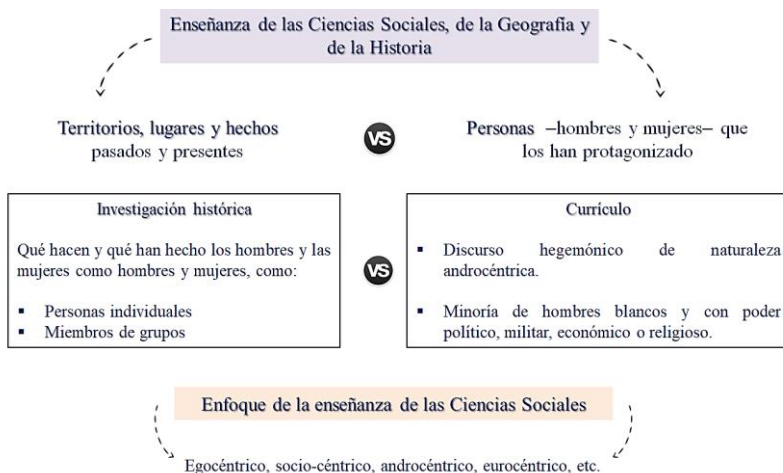 Enseñanza de las Ciencias Sociales, de la Geografía y
de la Historia
Territorios, lugares y hechos
pasados y presentes
VS
Personas –hombres y mujeres– que
los han protagonizado
Investigación histórica
Qué hacen y qué han hecho los hombres y las
mujeres como hombres y mujeres, como:
▪ Personas individuales
▪ Miembros de grupos
VS
Currículo
▪ Discurso hegemónico de naturaleza
androcéntrica.
▪ Minoría de hombres blancos y con poder
político, militar, económico o religioso.
Enfoque de la enseñanza de las Ciencias Sociales
Egocéntrico, socio-céntrico, androcéntrico, eurocéntrico, etc.